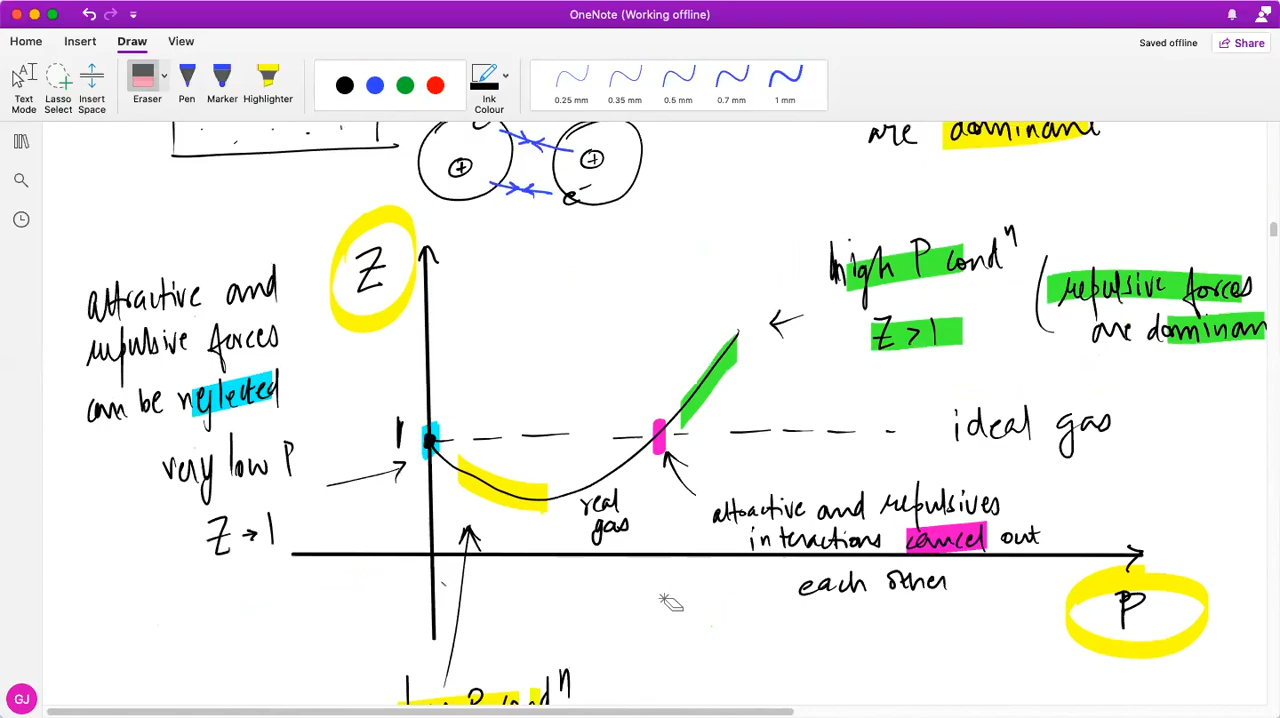 OneNote (Working offline)
Home Insert Draw View
Saved offline
Share
Text Mode
Lasso Select
Insert Space
Eraser
Pen
Marker
Highlighter
Ink Colour
0.25 mm
0.35 mm
0.5 mm
0.7 mm
1 mm
are dominant
+
+
e-
Z
high P condⁿ
Z > 1
(repulsive forces
are dominan
attractive and
repulsive forces
can be neglected
very low P
Z → 1
1
ideal gas
real
gas
attractive and repulsives
interactions cancel out
each other
P
low P condⁿ
GJ